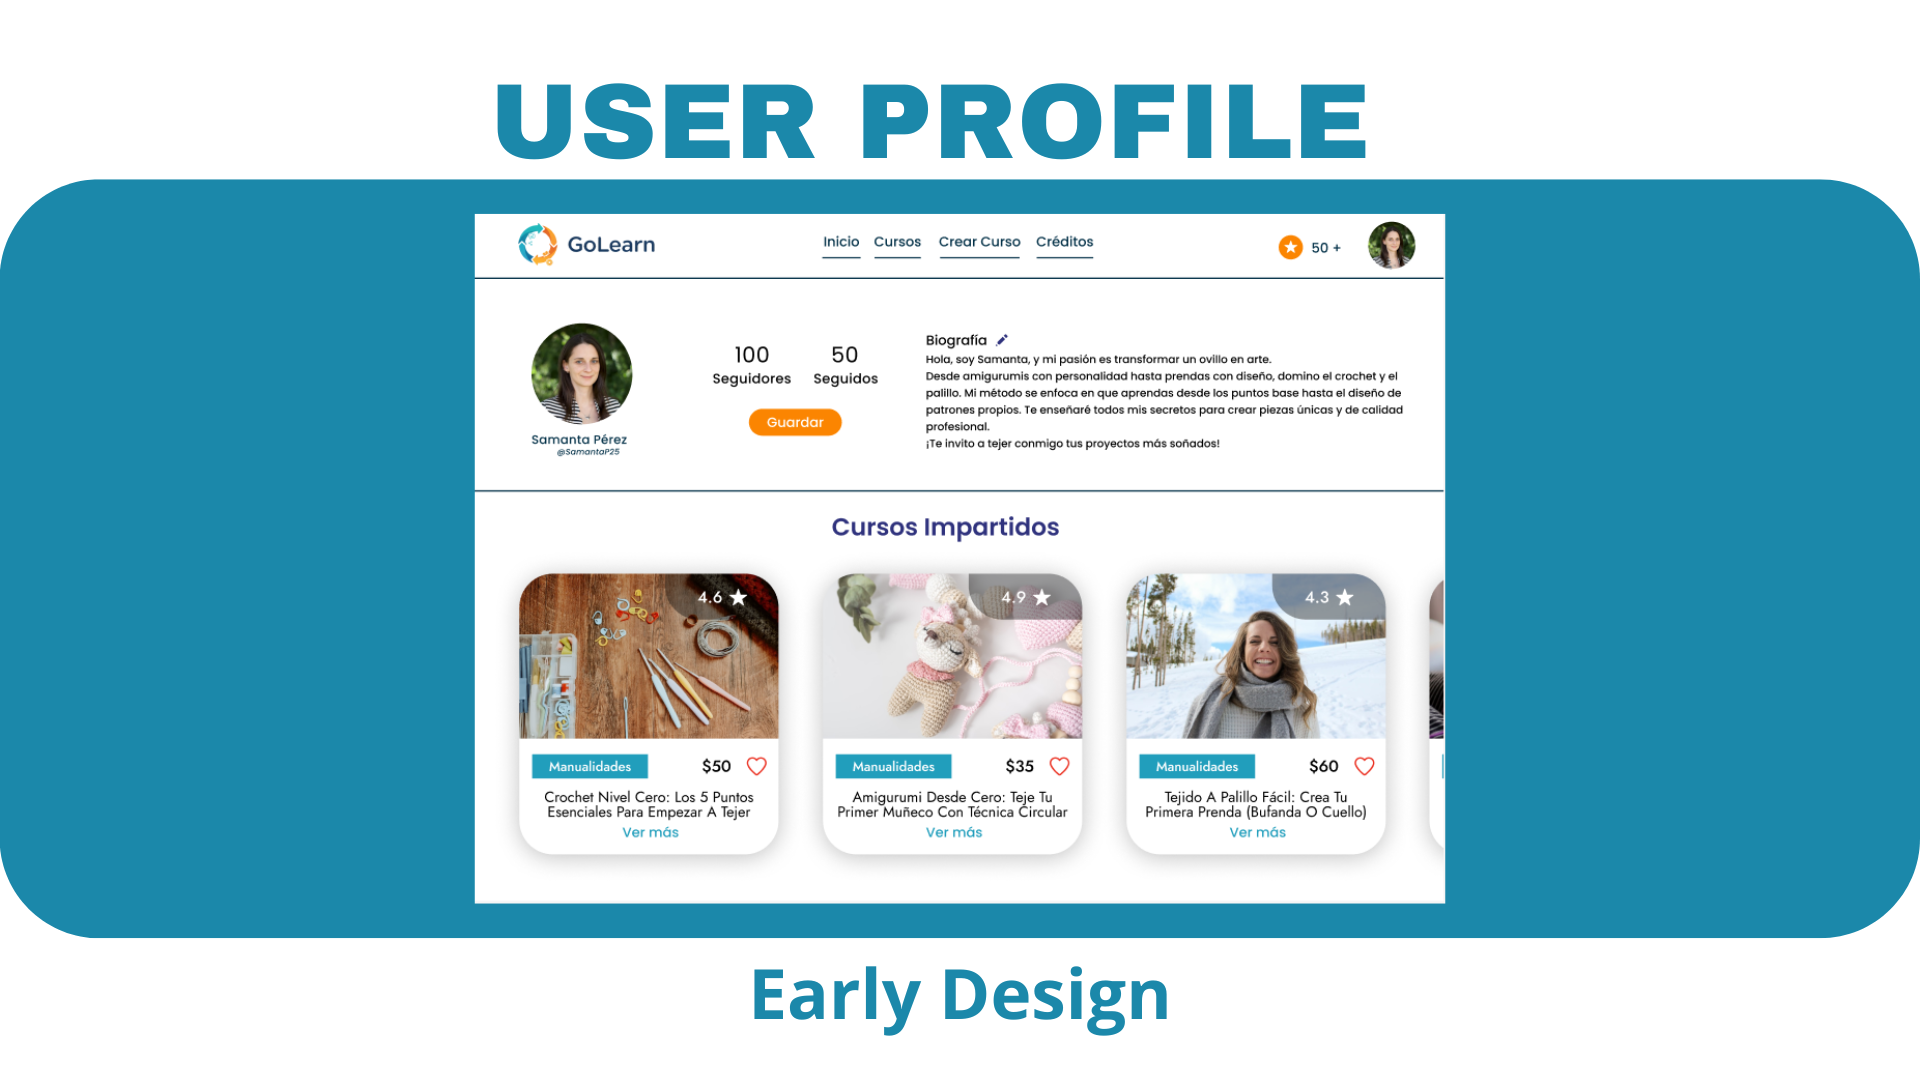 USER PROFILE
GoLearn
Inicio Cursos Crear Curso Créditos
50 +
Samanta Pérez
@SamantaP25
100 50
Seguidores Seguidos
Guardar
Biografía
Hola, soy Samanta, y mi pasión es transformar un ovillo en arte.
Desde amigurumis con personalidad hasta prendas con diseño, domino el crochet y el
palillo. Mi método se enfoca en que aprendas desde los puntos base hasta el diseño de
patrones propios. Te enseñaré todos mis secretos para crear piezas únicas y de calidad
profesional.
¡Te invito a tejer conmigo tus proyectos más soñados!
Cursos Impartidos
4.6
Manualidades $50
Crochet Nivel Cero: Los 5 Puntos
Esenciales Para Empezar A Tejer
Ver más
4.9
Manualidades $35
Amigurumi Desde Cero: Teje Tu
Primer Muñeco Con Técnica Circular
Ver más
4.3
Manualidades $60
Tejido A Palillo Fácil: Crea Tu
Primera Prenda (Bufanda O Cuello)
Ver más
Early Design